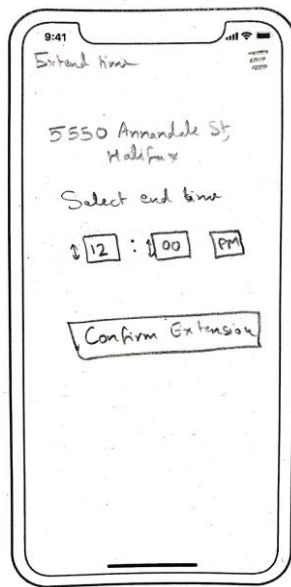 9:41
Extend time
5550 Annandale St,
Halifax
Select end time
12 : 00 PM
Confirm Extension